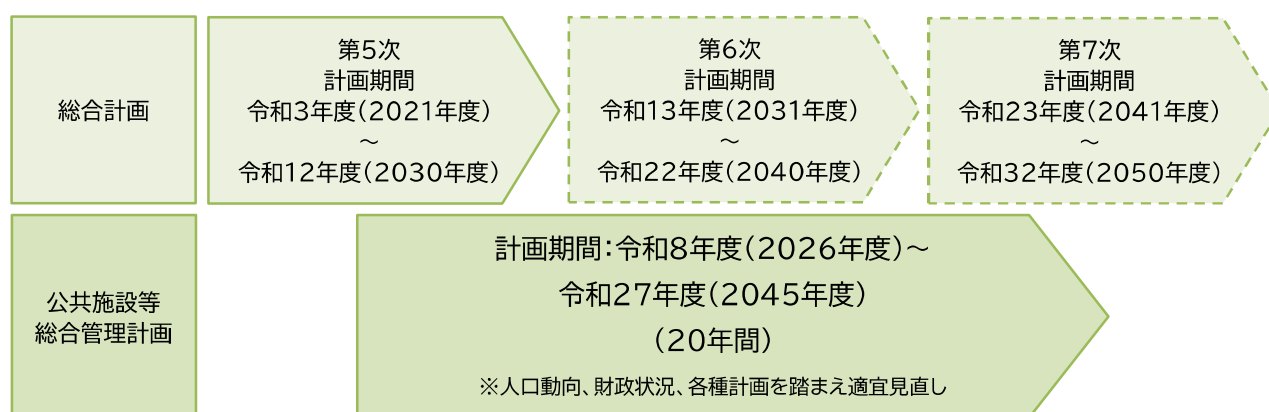 総合計画
第5次
計画期間
令和3年度(2021年度)
～
令和12年度(2030年度)
第6次
計画期間
令和13年度(2031年度)
～
令和22年度(2040年度)
第7次
計画期間
令和23年度(2041年度)
～
令和32年度(2050年度)
公共施設等
総合管理計画
計画期間：令和8年度(2026年度)～
令和27年度(2045年度)
(20年間)
※人口動向、財政状況、各種計画を踏まえ適宜見直し